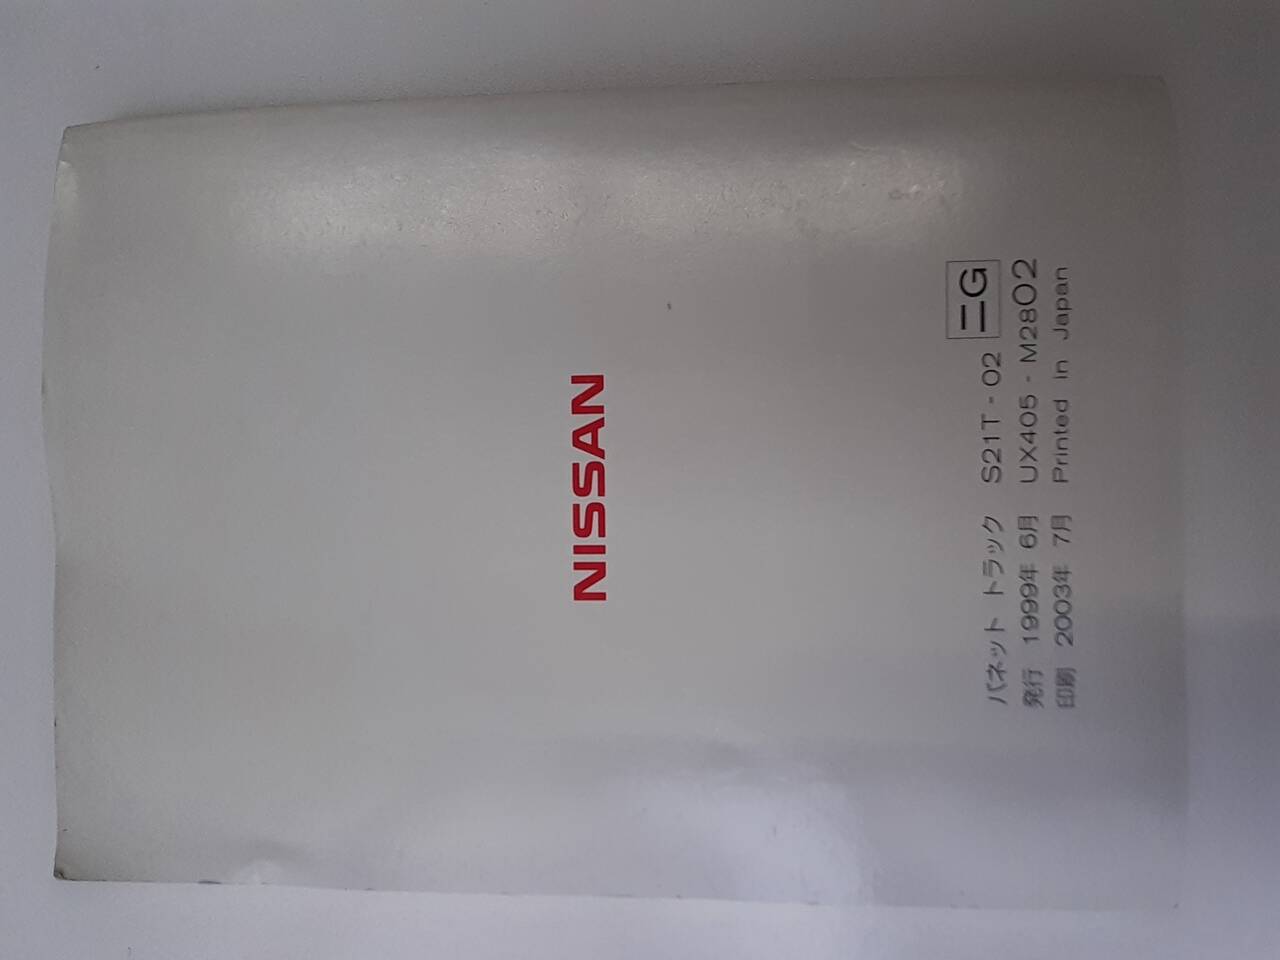 NISSAN
バネット トラック S21T - 02 ニG
発行 1999年 6月 UX405 - M2802
印刷 2003年 7月 Printed in Japan